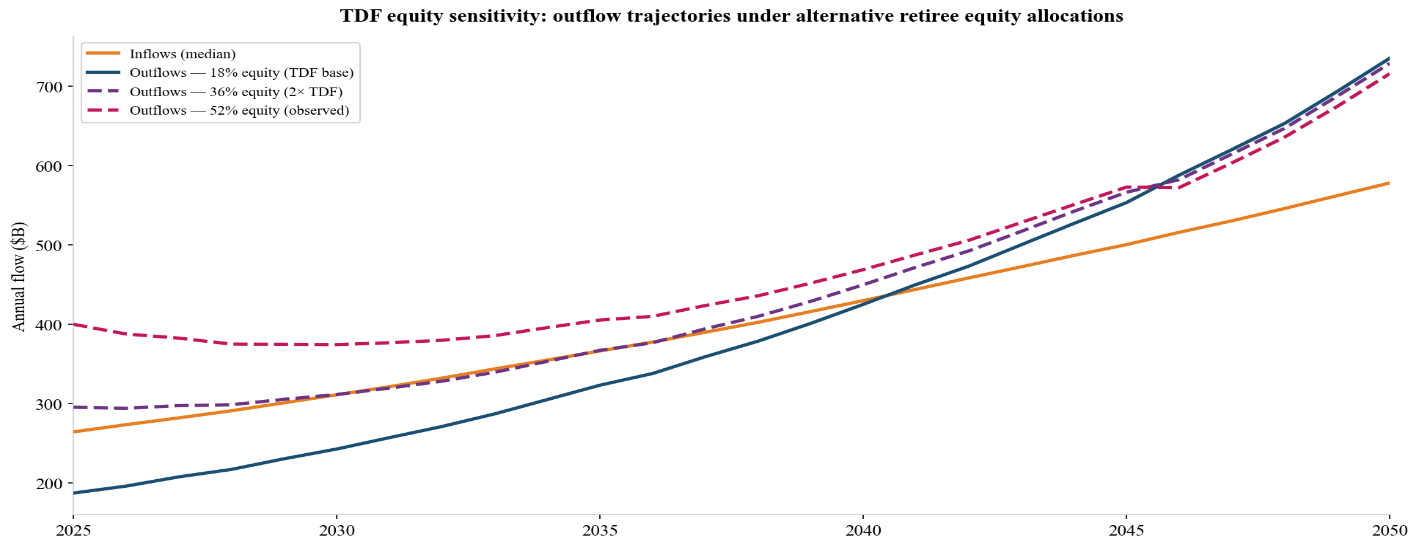 TDF equity sensitivity: outflow trajectories under alternative retiree equity allocations
Inflows (median)
Outflows — 18% equity (TDF base)
Outflows — 36% equity (2× TDF)
Outflows — 52% equity (observed)
Annual flow ($B)
700
600
500
400
300
200
2025
2030
2035
2040
2045
2050